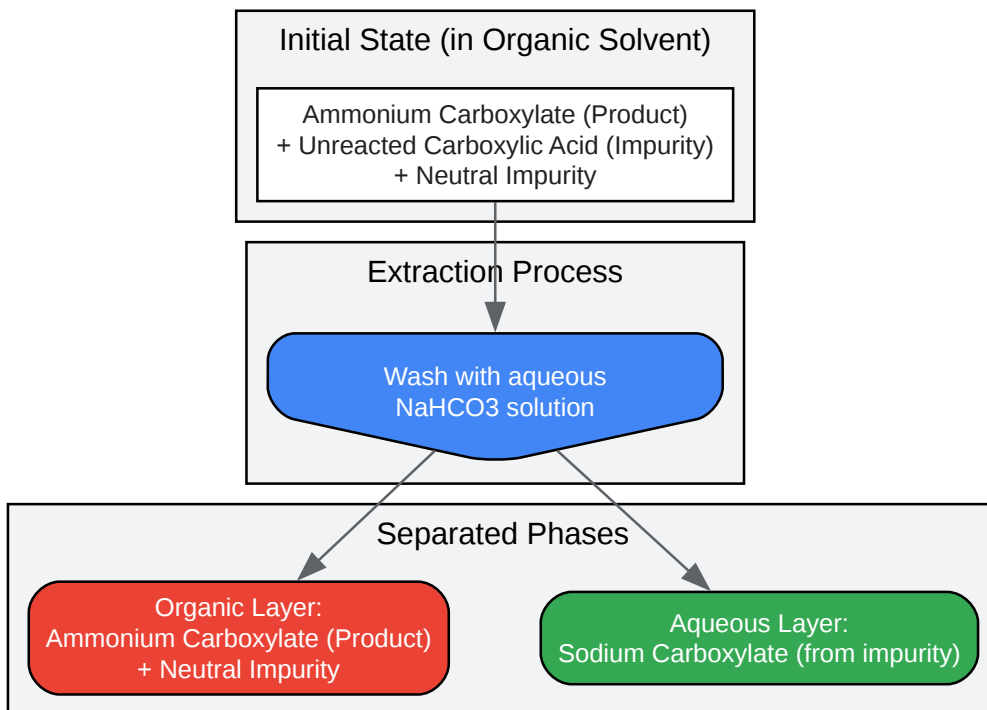 Initial State (in Organic Solvent)
Ammonium Carboxylate (Product)
+ Unreacted Carboxylic Acid (Impurity)
+ Neutral Impurity
Extraction Process
Wash with aqueous
NaHCO3 solution
Separated Phases
Organic Layer:
Ammonium Carboxylate (Product)
+ Neutral Impurity
Aqueous Layer:
Sodium Carboxylate (from impurity)